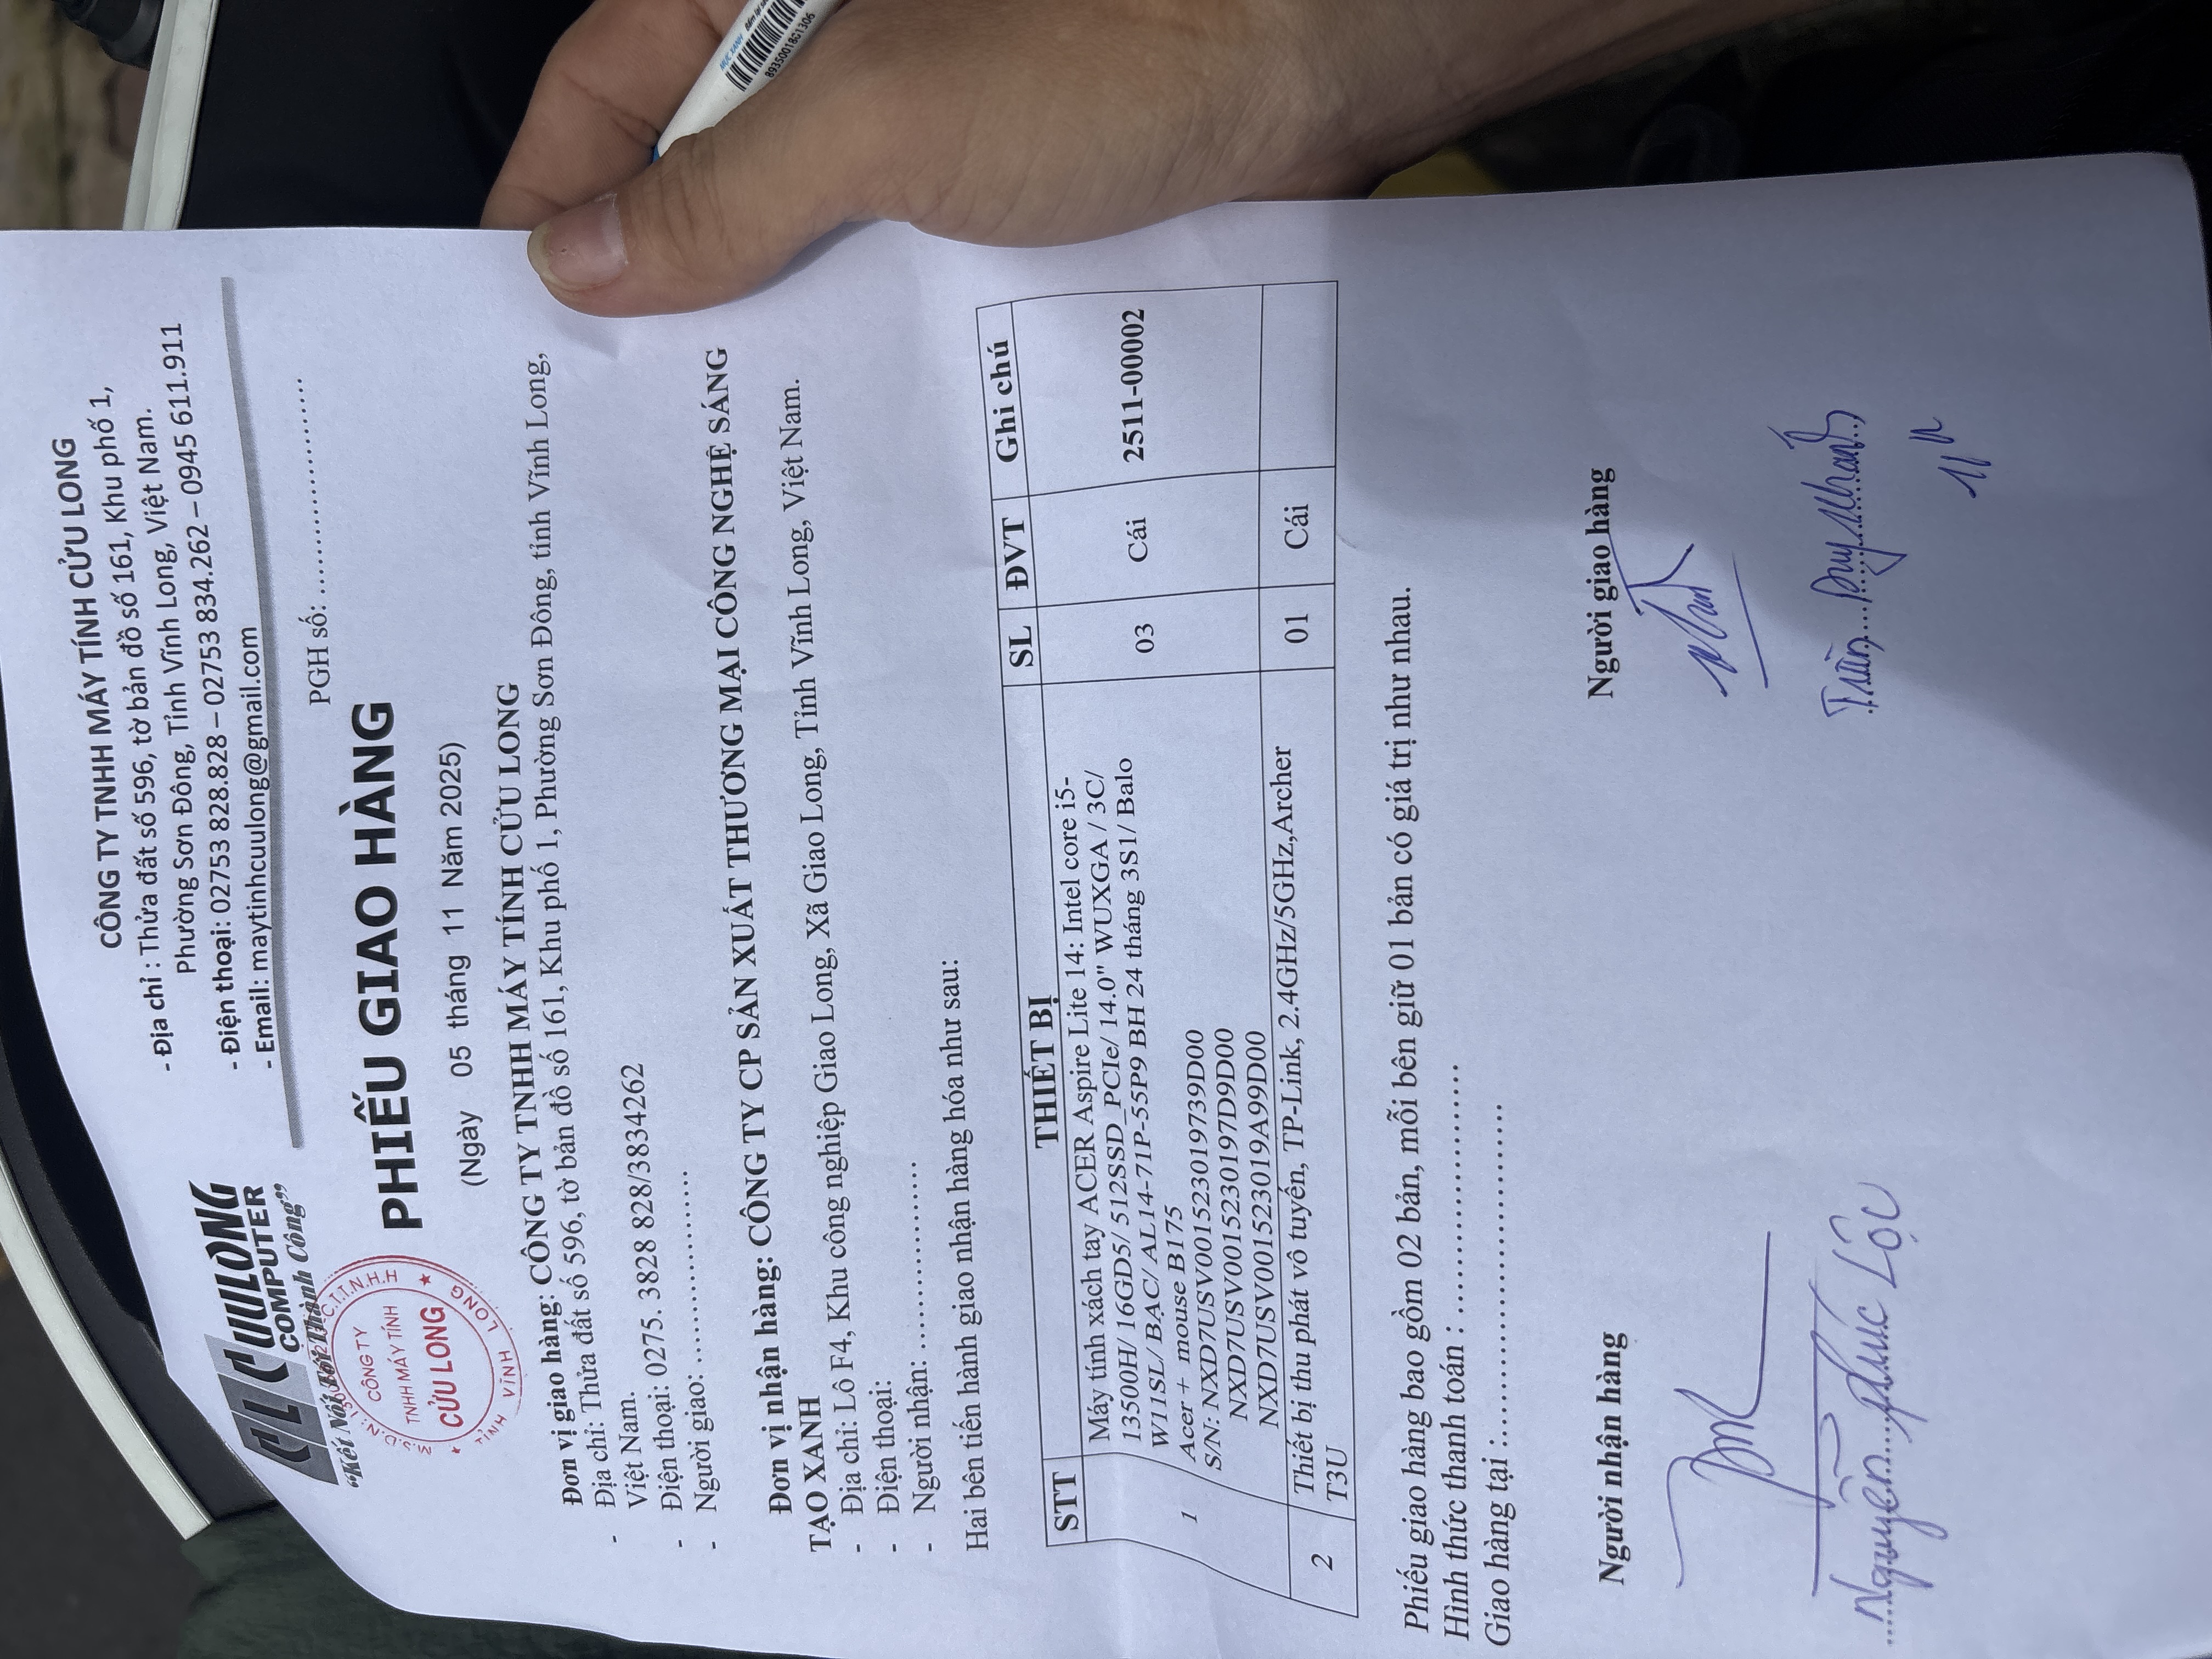 CUULONG
COMPUTER
"Kết Nối Tới Thành Công"
CÔNG TY TNHH MÁY TÍNH CỬU LONG
- Địa chỉ : Thửa đất số 596, tờ bản đồ số 161, Khu phố 1,
Phường Sơn Đông, Tỉnh Vĩnh Long, Việt Nam.
- Điện thoại: 02753 828.828 – 02753 834.262 – 0945 611.911
- Email: maytinhcuulong@gmail.com
PGH số: ........................
CÔNG TY
TNHH MÁY TÍNH
CỬU LONG
TỈNH VĨNH LONG
PHIẾU GIAO HÀNG
(Ngày 05 tháng 11 Năm 2025)
Đơn vị giao hàng: CÔNG TY TNHH MÁY TÍNH CỬU LONG
- Địa chỉ: Thửa đất số 596, tờ bản đồ số 161, Khu phố 1, Phường Sơn Đông, tỉnh Vĩnh Long,
Việt Nam.
- Điện thoại: 0275. 3828 828/3834262
- Người giao: ........................
Đơn vị nhận hàng: CÔNG TY CP SẢN XUẤT THƯƠNG MẠI CÔNG NGHỆ SÁNG
TẠO XANH
- Địa chỉ: Lô F4, Khu công nghiệp Giao Long, Xã Giao Long, Tỉnh Vĩnh Long, Việt Nam.
- Điện thoại:
- Người nhận: ........................
Hai bên tiến hành giao nhận hàng hóa như sau:
STT THIẾT BỊ SL ĐVT Ghi chú
1 Máy tính xách tay ACER Aspire Lite 14: Intel core i5-
13500H/ 16GD5/ 512SSD_PCIe/ 14.0" WUXGA / 3C/
W11SL/ BẠC/ AL14-71P-55P9 BH 24 tháng 3S1/ Balo
Acer + mouse B175
S/N: NXD7USV001523019739D00
NXD7USV001523019 7D9D00
NXD7USV00152301 9A99D00
03 Cái 2511-00002
2 Thiết bị thu phát vô tuyến, TP-Link, 2.4GHz/5GHz,Archer
T3U
01 Cái
Phiếu giao hàng bao gồm 02 bản, mỗi bên giữ 01 bản có giá trị như nhau.
Hình thức thanh toán : ........................
Giao hàng tại :........................
Người nhận hàng Người giao hàng
Nguyễn Phúc Lộc
Trần Duy Nhanh
MỰC XANH
8935001801306